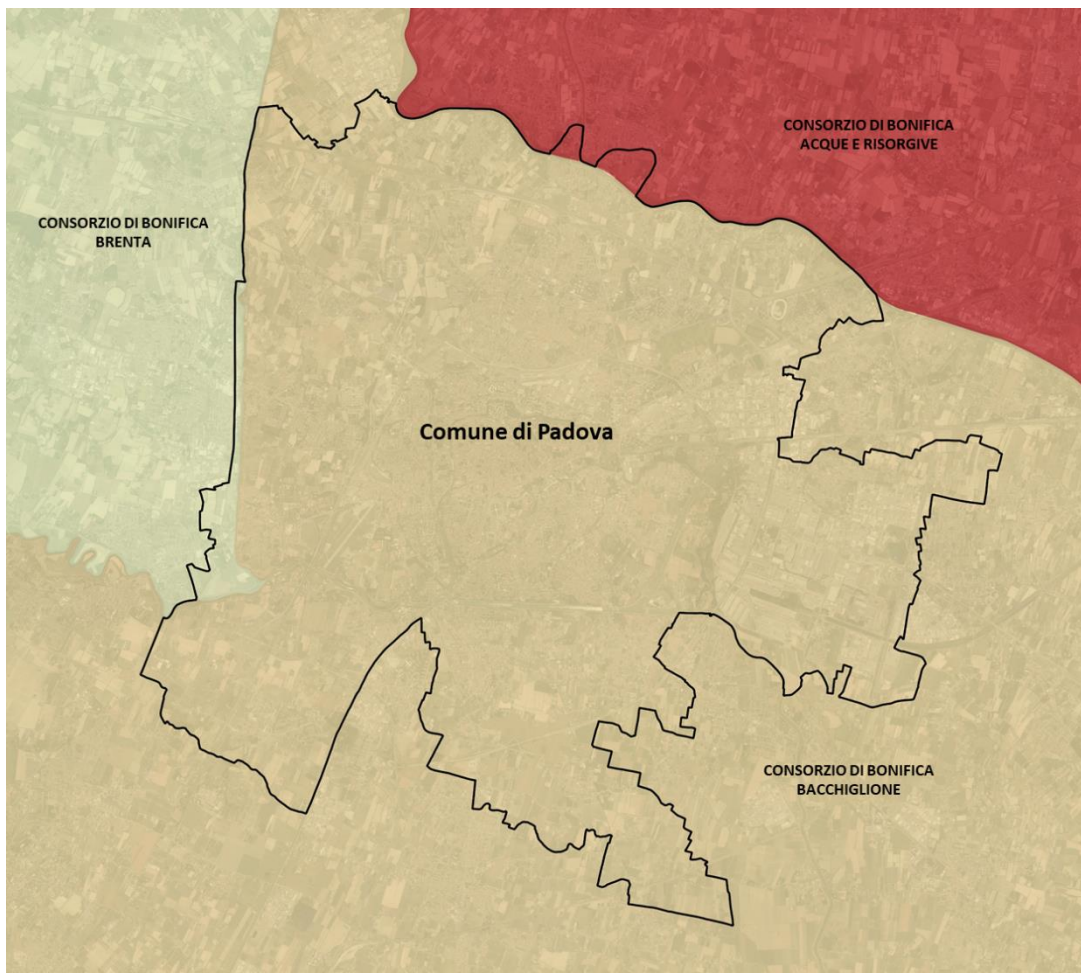 CONSORZIO DI BONIFICA
ACQUE E RISORGIVE
CONSORZIO DI BONIFICA
BRENTA
Comune di Padova
CONSORZIO DI BONIFICA
BACCHIGLIONE